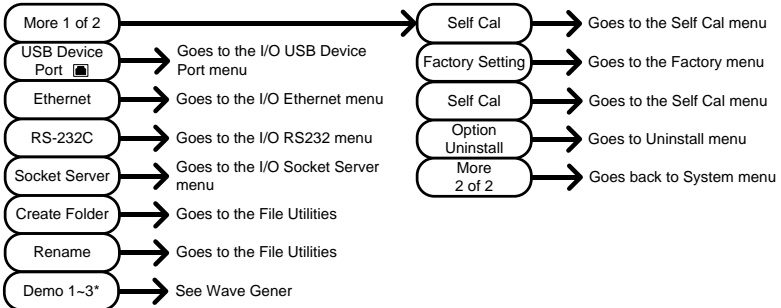 More 1 of 2
USB Device
Port
Goes to the I/O USB Device
Port menu
Ethernet
Goes to the I/O Ethernet menu
RS-232C
Goes to the I/O RS232 menu
Socket Server
Goes to the I/O Socket Server
menu
Create Folder
Goes to the File Utilities
Rename
Goes to the File Utilities
Demo 1~3*
See Wave Gener
Self Cal
Goes to the Self Cal menu
Factory Setting
Goes to the Factory menu
Self Cal
Goes to the Self Cal menu
Option
Uninstall
Goes to Uninstall menu
More
2 of 2
Goes back to System menu